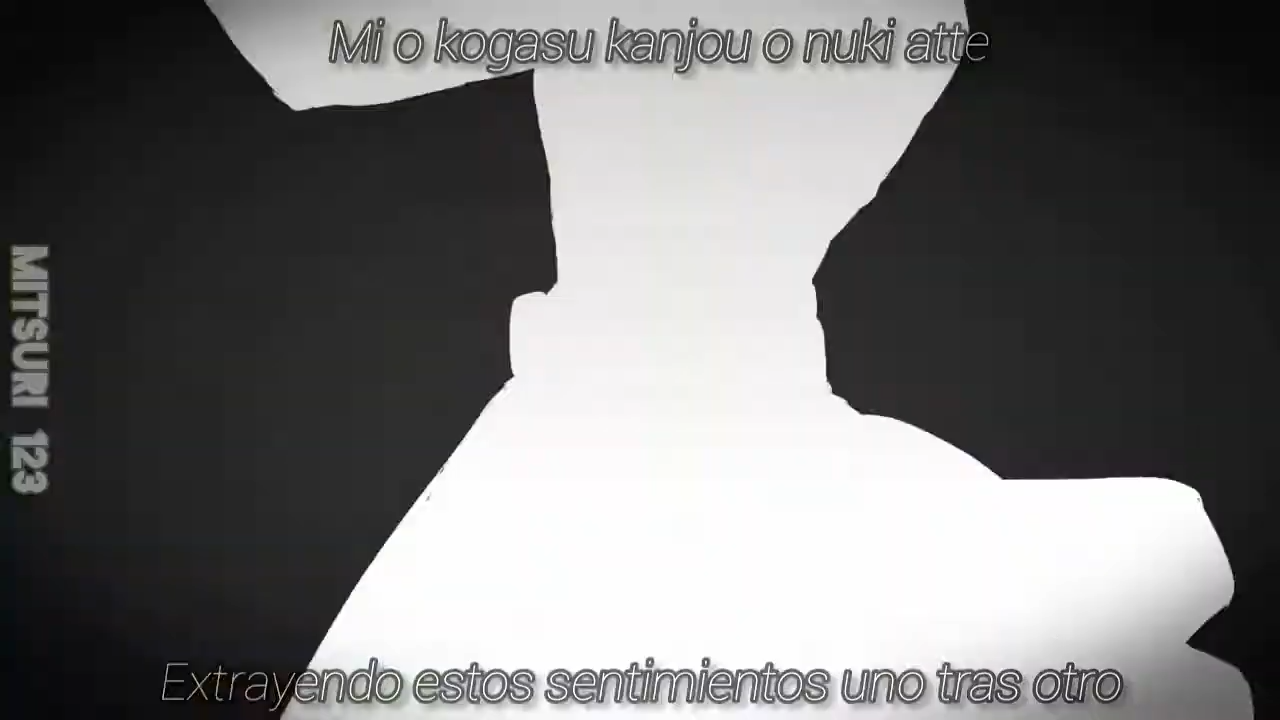 Mi o kogasu kanjou o nuki atte
MITSURI 123
Extrayendo estos sentimientos uno tras otro